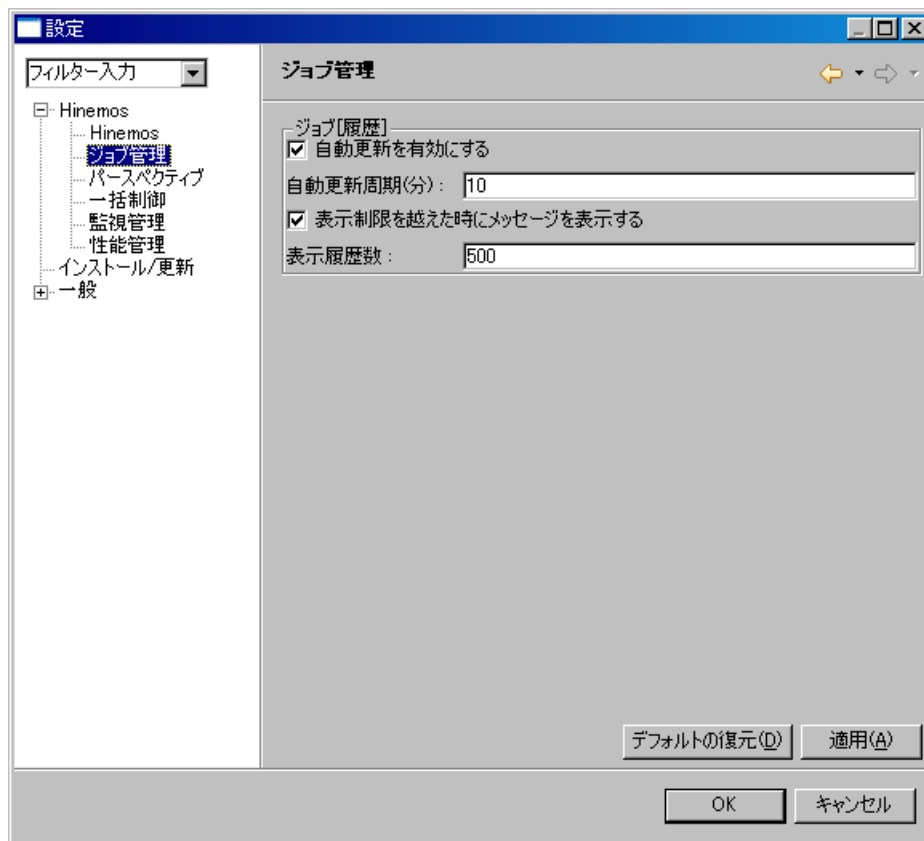 設定
フィルター入力
ジョブ管理
Hinemos
Hinemos
ジョブ管理
パースペクティブ
一括制御
監視管理
性能管理
インストール/更新
一般
ジョブ[履歴]
自動更新を有効にする
自動更新周期(分) : 10
表示制限を越えた時にメッセージを表示する
表示履歴数 : 500
デフォルトの復元(D) 適用(A)
OK キャンセル